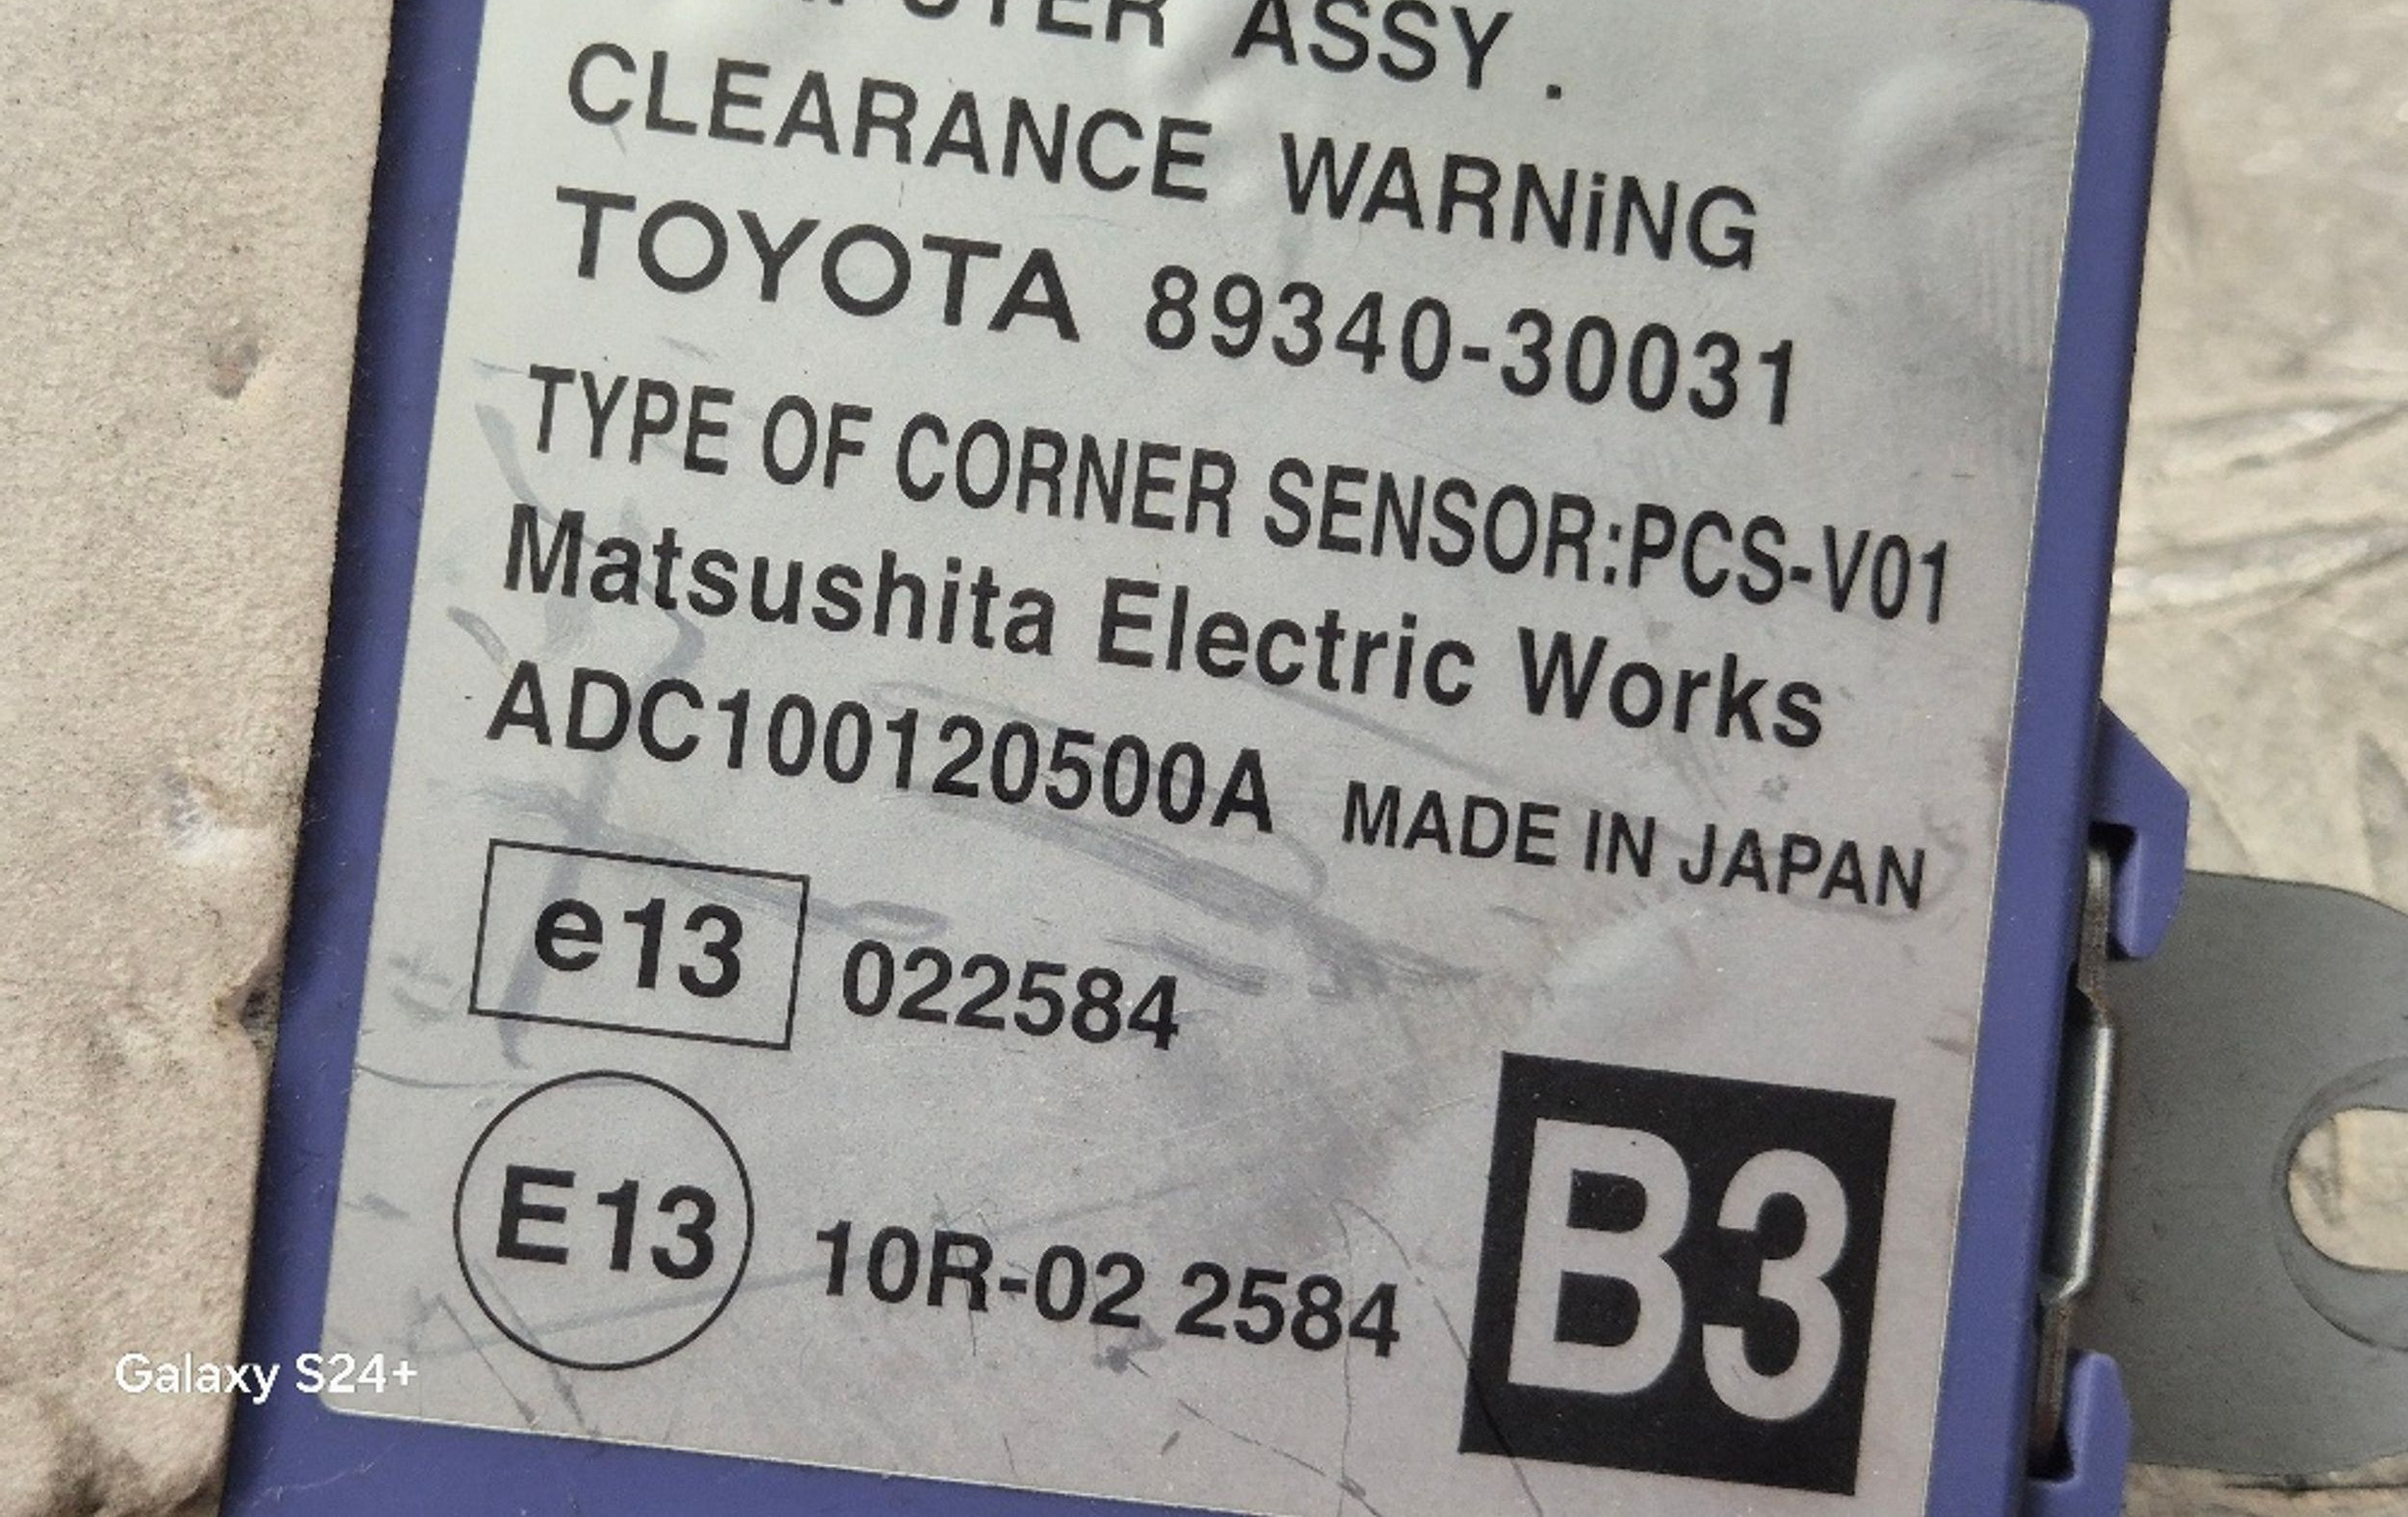 ASSY.
CLEARANCE WARNiNG
TOYOTA 89340-30031
TYPE OF CORNER SENSOR:PCS-V01
Matsushita Electric Works
ADC100120500A MADE IN JAPAN
e13 022584
E13 10R-02 2584
B3
Galaxy S24+